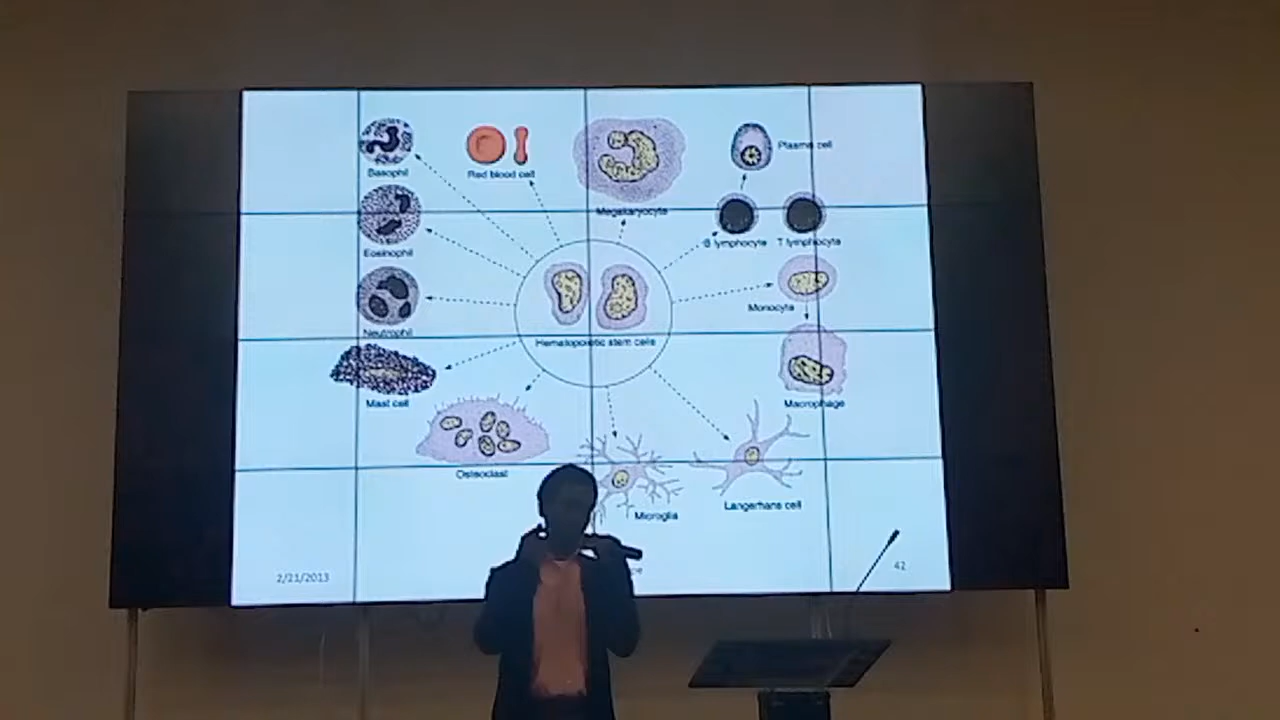 Basophil
Red blood cell
Megakaryocyte
Plasma cell
Eosinophil
B lymphocyte
T lymphocyte
Neutrophil
Hematopoietic stem cells
Monocyte
Mast cell
Macrophage
Osteoclast
Microglia
Langerhans cell
2/21/2013
42